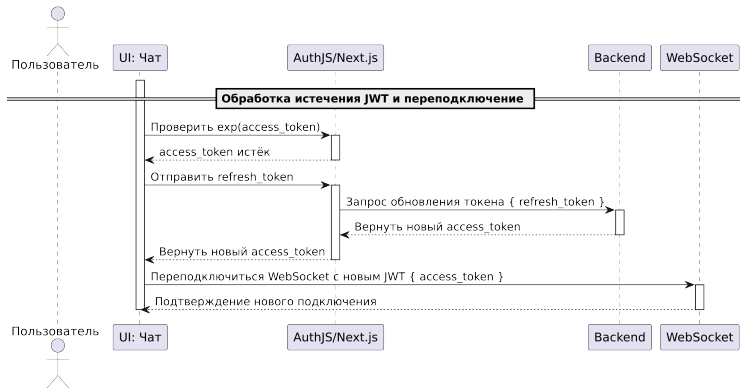 Пользователь
UI: Чат
AuthJS/Next.js
Backend
WebSocket
Обработка истечения JWT и переподключение
Проверить exp(access_token)
access_token истёк
Отправить refresh_token
Запрос обновления токена { refresh_token }
Вернуть новый access_token
Вернуть новый access_token
Переподключиться WebSocket с новым JWT { access_token }
Подтверждение нового подключения
Пользователь
UI: Чат
AuthJS/Next.js
Backend
WebSocket